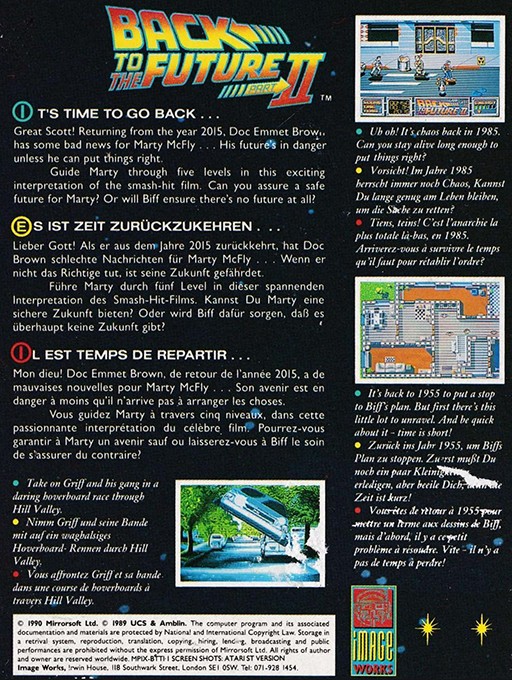 BACK
TO
THE FUTURE II
PART
TM
IT'S TIME TO GO BACK . . .
Great Scott! Returning from the year 2015, Doc Emmet Brown,
has some bad news for Marty McFly . . . His future's in danger
unless he can put things right.
Guide Marty through five levels in this exciting
interpretation of the smash-hit film. Can you assure a safe
future for Marty? Or will Biff ensure there's no future at all?
ES IST ZEIT ZURÜCKZUKEHREN . . .
Lieber Gott! Als er aus dem Jahre 2015 zurückkehrt, hat Doc
Brown schlechte Nachrichten für Marty McFly . . . Wenn er
nicht das Richtige tut, ist seine Zukunft gefährdet.
Führe Marty durch fünf Level in dieser spannenden
Interpretation des Smash-Hit-Films. Kannst Du Marty eine
sichere Zukunft bieten? Oder wird Biff dafür sorgen, daß es
überhaupt keine Zukunft gibt?
IL EST TEMPS DE REPARTIR . . .
Mon dieu! Doc Emmet Brown, de retour de l'année 2015, a de
mauvaises nouvelles pour Marty McFly . . . Son avenir est en
danger à moins qu'il n'arrive pas à arranger les choses.
Vous guidez Marty à travers cinq niveaux, dans cette
passionnante interprétation du célèbre film. Pourrez-vous
garantir à Marty un avenir sauf ou laisserez-vous à Biff le soin
de s'assurer du contraire?
• Take on Griff and his gang in a
daring hoverboard race through
Hill Valley.
• Nimm Griff und seine Bande
mit auf ein waghalsiges
Hoverboard- Rennen durch Hill
Valley.
• Vous affrontez Griff et sa bande
dans une course de hoverboards à
travers Hill Valley.
© 1990 Mirrorsoft Ltd. © 1989 UCS & Amblin. The computer program and its associated
documentation and materials are protected by National and International Copyright Law. Storage in
a retrival system, reproduction, translation, copying, hiring, lending, broadcasting and public
performances are prohibited without the express permission of Mirrorsoft Ltd. All rights of author
and owner are reserved worldwide. MPIX-BTTI-1 SCREEN SHOTS: ATARI ST VERSION
Image Works, Irwin House, 118 Southwark Street, London SE1 0SW. Tel: 071-928 1454.
BACK TO THE FUTURE II
• Uh oh! It's chaos back in 1985.
Can you stay alive long enough to
put things right?
• Vorsicht! Im Jahre 1985
herrscht immer noch Chaos, Kannst
Du lange genug am Leben bleiben,
um die Sache zu retten?
• Tiens, teins! C'est l'anarchie la
plus totale là-bas, en 1985.
Arriverez-vous à survivre le temps
qu'il faut pour rétablir l'ordre?
• It's back to 1955 to put a stop
to Biff's plan. But first there's this
little lot to unravel. And be quick
about it - time is short!
• Zurück ins Jahr 1955, um Biffs
Plan zu stoppen. Zuerst mußt Du
noch ein paar
erledigen, aber beeile Dich, denn die
Zeit ist kurz!
• Vous êtes de retour à 1955 pour
mettre un terme aux dessins de Biff,
mais d'abord, il y a ce petit
problème à résoudre. Vite - il n'y a
pas de temps à perdre!
IMAGE
WORKS